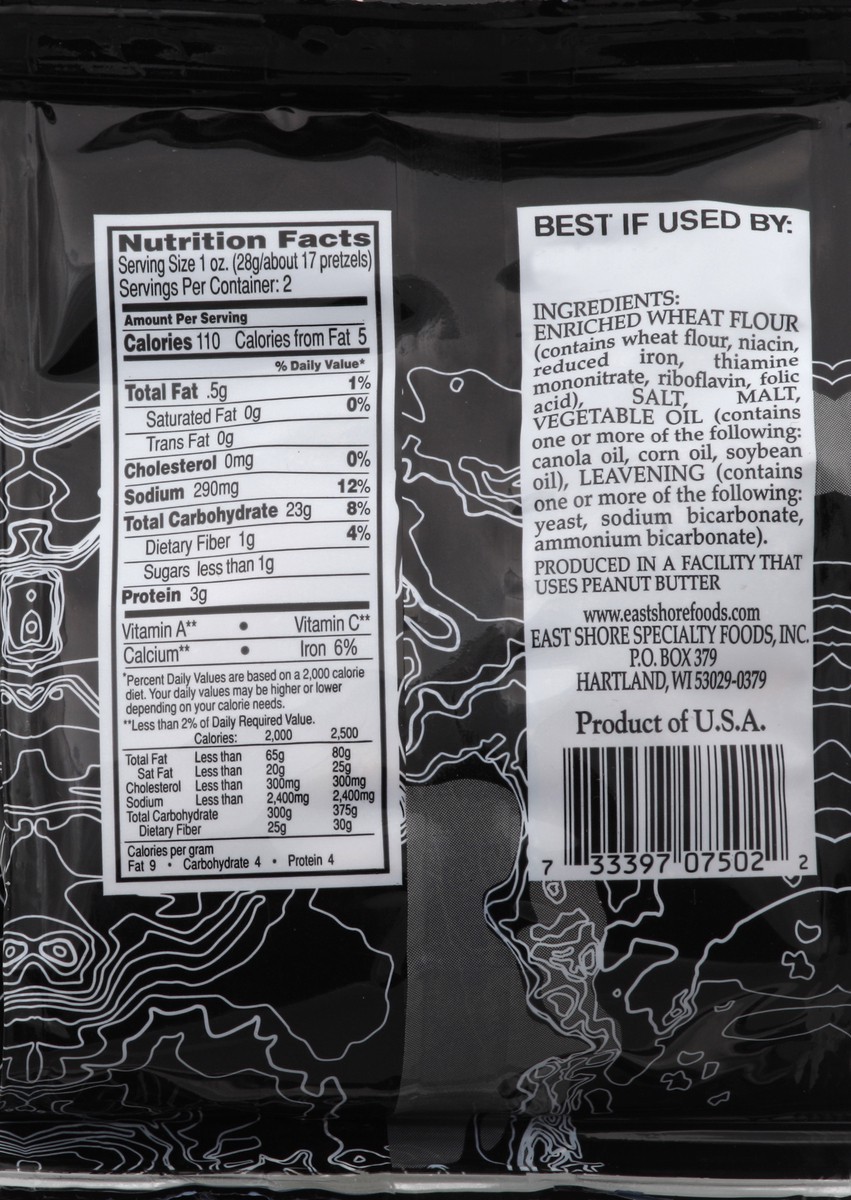 Nutrition Facts
Serving Size 1 oz. (28g/about 17 pretzels)
Servings Per Container: 2
Amount Per Serving
Calories 110 Calories from Fat 5
% Daily Value*
Total Fat .5g 1%
Saturated Fat 0g 0%
Trans Fat 0g
Cholesterol 0mg 0%
Sodium 290mg 12%
Total Carbohydrate 23g 8%
Dietary Fiber 1g 4%
Sugars less than 1g
Protein 3g
Vitamin A** • Vitamin C**
Calcium** • Iron 6%
*Percent Daily Values are based on a 2,000 calorie
diet. Your daily values may be higher or lower
depending on your calorie needs.
**Less than 2% of Daily Required Value.
Calories: 2,000 2,500
Total Fat Less than 65g 80g
Sat Fat Less than 20g 25g
Cholesterol Less than 300mg 300mg
Sodium Less than 2,400mg 2,400mg
Total Carbohydrate 300g 375g
Dietary Fiber 25g 30g
Calories per gram
Fat 9 • Carbohydrate 4 • Protein 4
BEST IF USED BY:
INGREDIENTS:
ENRICHED WHEAT FLOUR
(contains wheat flour, niacin,
reduced iron, thiamine
mononitrate, riboflavin, folic
acid), SALT, MALT,
VEGETABLE OIL (contains
one or more of the following:
canola oil, corn oil, soybean
oil), LEAVENING (contains
one or more of the following:
yeast, sodium bicarbonate,
ammonium bicarbonate).
PRODUCED IN A FACILITY THAT
USES PEANUT BUTTER
www.eastshorefoods.com
EAST SHORE SPECIALTY FOODS, INC.
P.O. BOX 379
HARTLAND, WI 53029-0379
Product of U.S.A.
7 33397 07502 2